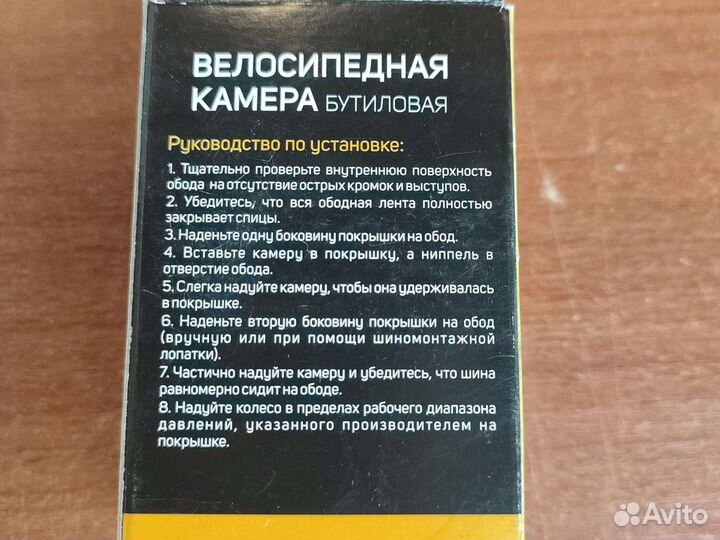 ВЕЛОСИПЕДНАЯ
КАМЕРА БУТИЛОВАЯ
Руководство по установке:
1. Тщательно проверьте внутреннюю поверхность
обода на отсутствие острых кромок и выступов.
2. Убедитесь, что вся ободная лента полностью
закрывает спицы.
3. Наденьте одну боковину покрышки на обод.
4. Вставьте камеру в покрышку, а ниппель в
отверстие обода.
5. Слегка надуйте камеру, чтобы она удерживалась
в покрышке.
6. Наденьте вторую боковину покрышки на обод
(вручную или при помощи шиномонтажной
лопатки).
7. Частично надуйте камеру и убедитесь, что шина
равномерно сидит на ободе.
8. Надуйте колесо в пределах рабочего диапазона
давлений, указанного производителем на
покрышке.
Avito